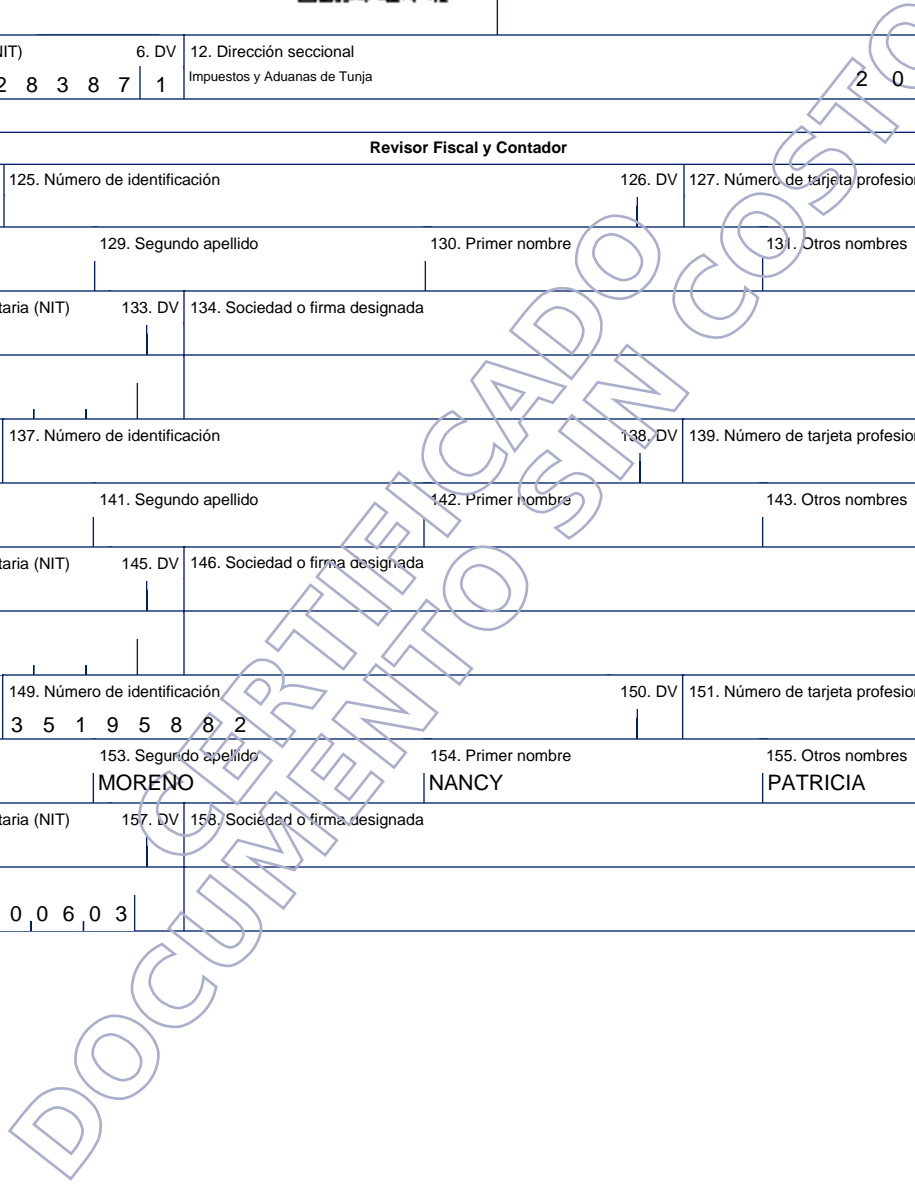 NIT) 6. DV 12. Dirección seccional
2 8 3 8 7 1 Impuestos y Aduanas de Tunja 2 0
Revisor Fiscal y Contador
125. Número de identificación 126. DV 127. Número de tarjeta profesion
129. Segundo apellido 130. Primer nombre 131. Otros nombres
taria (NIT) 133. DV 134. Sociedad o firma designada
137. Número de identificación 138. DV 139. Número de tarjeta profesion
141. Segundo apellido 142. Primer nombre 143. Otros nombres
taria (NIT) 145. DV 146. Sociedad o firma designada
149. Número de identificación 150. DV 151. Número de tarjeta profesion
3 5 1 9 5 8 8 2
153. Segundo apellido 154. Primer nombre 155. Otros nombres
MORENO NANCY PATRICIA
taria (NIT) 157. DV 158. Sociedad o firma designada
0 0 6 0 3
CERTIFICADO
DOCUMENTO SIN COSTO